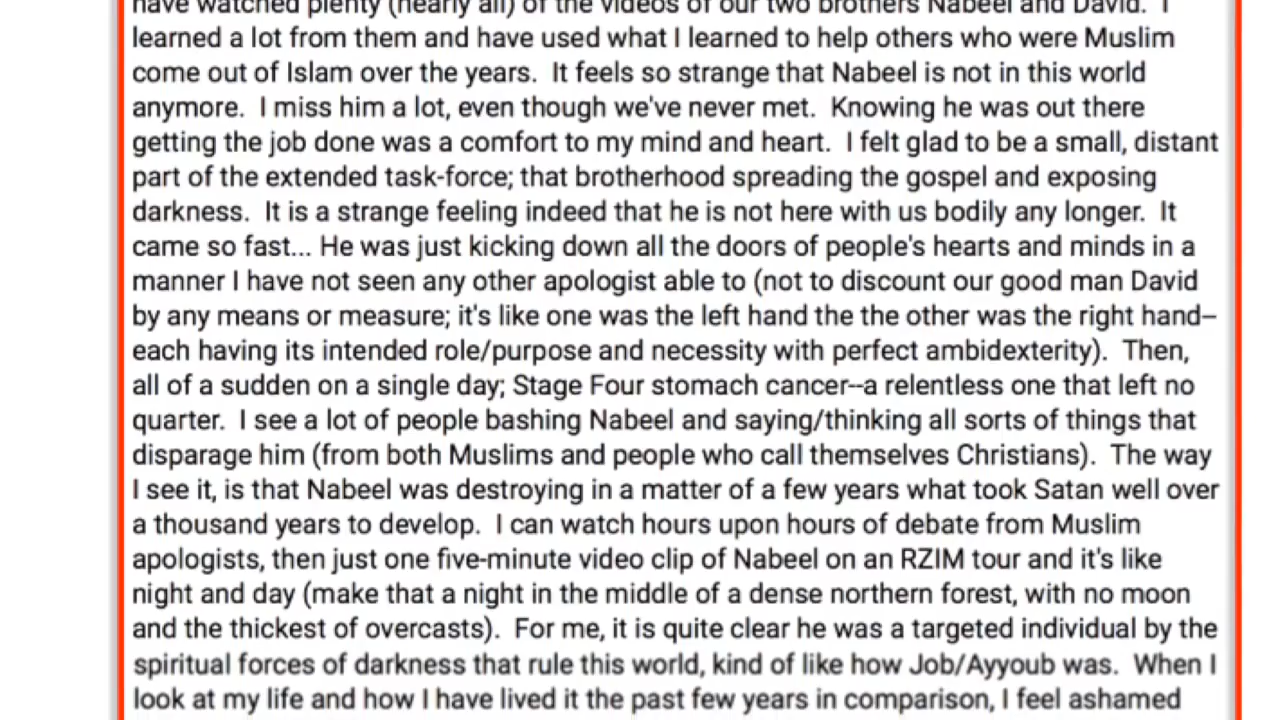 have watched plenty (nearly all) of the videos of our two brothers Nabeel and David.  I
learned a lot from them and have used what I learned to help others who were Muslim
come out of Islam over the years.  It feels so strange that Nabeel is not in this world
anymore.  I miss him a lot, even though we've never met.  Knowing he was out there
getting the job done was a comfort to my mind and heart.  I felt glad to be a small, distant
part of the extended task-force; that brotherhood spreading the gospel and exposing
darkness.  It is a strange feeling indeed that he is not here with us bodily any longer.  It
came so fast... He was just kicking down all the doors of people's hearts and minds in a
manner I have not seen any other apologist able to (not to discount our good man David
by any means or measure; it's like one was the left hand the the other was the right hand–
each having its intended role/purpose and necessity with perfect ambidexterity).  Then,
all of a sudden on a single day; Stage Four stomach cancer--a relentless one that left no
quarter.  I see a lot of people bashing Nabeel and saying/thinking all sorts of things that
disparage him (from both Muslims and people who call themselves Christians).  The way
I see it, is that Nabeel was destroying in a matter of a few years what took Satan well over
a thousand years to develop.  I can watch hours upon hours of debate from Muslim
apologists, then just one five-minute video clip of Nabeel on an RZIM tour and it's like
night and day (make that a night in the middle of a dense northern forest, with no moon
and the thickest of overcasts).  For me, it is quite clear he was a targeted individual by the
spiritual forces of darkness that rule this world, kind of like how Job/Ayyoub was.  When I
look at my life and how I have lived it the past few years in comparison, I feel ashamed